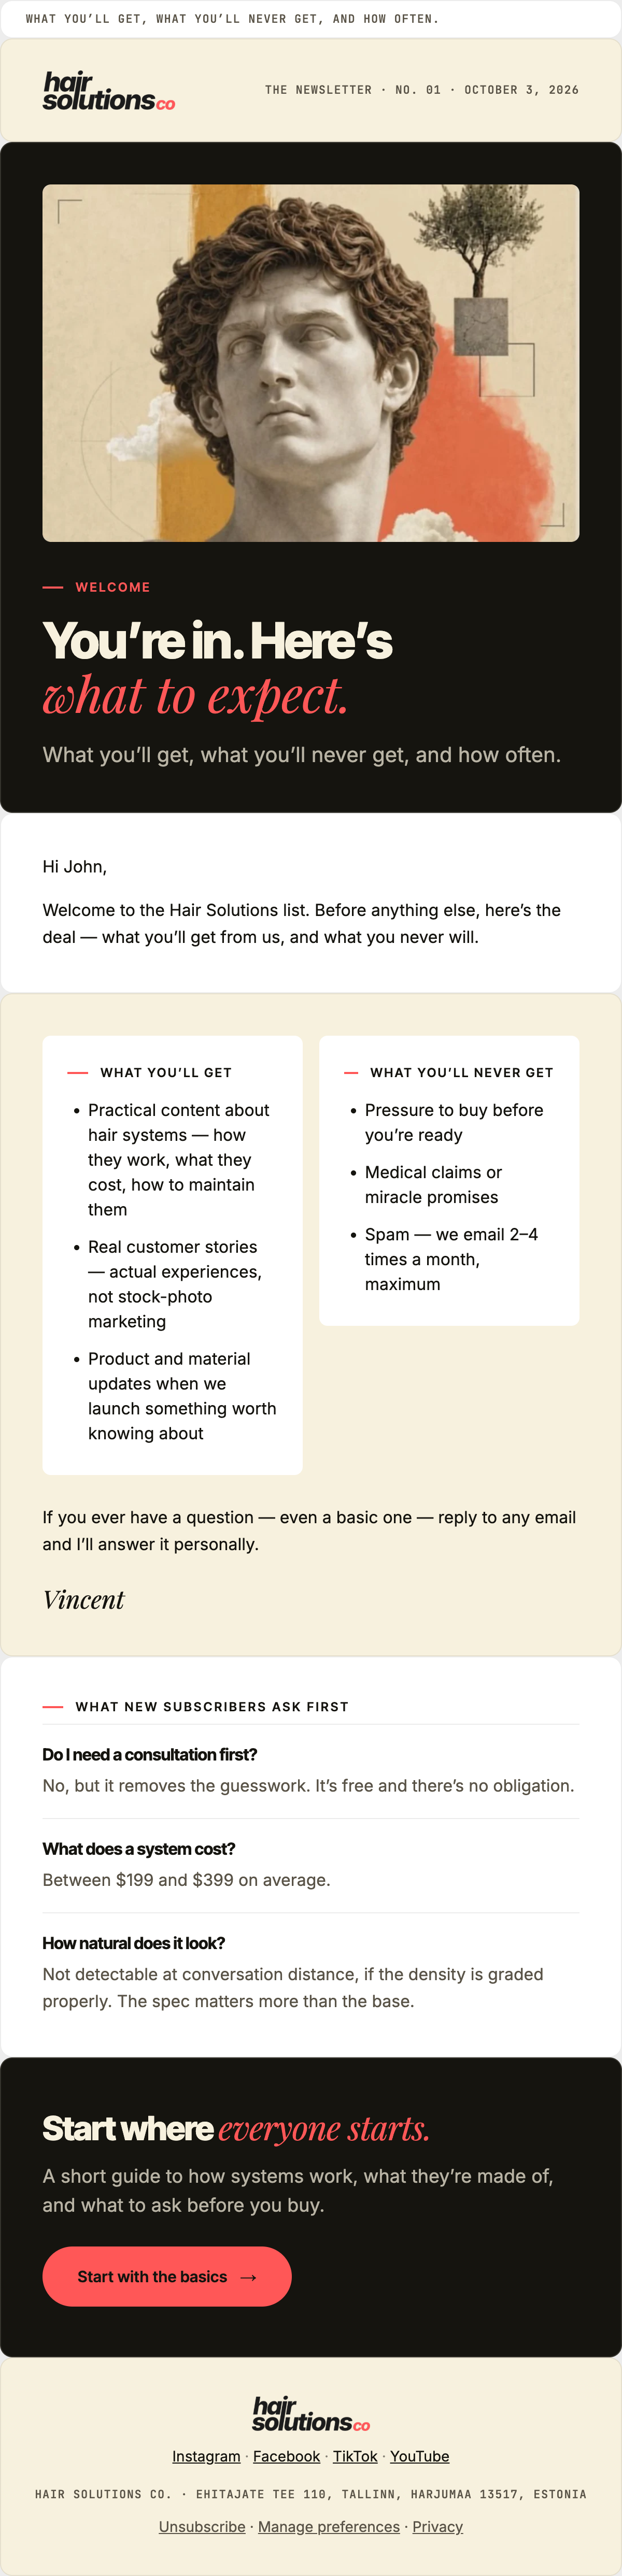 WHAT YOU’LL GET, WHAT YOU’LL NEVER GET, AND HOW OFTEN.
hair
solutionsco
THE NEWSLETTER · NO. 01 · OCTOBER 3, 2026
WELCOME
You’re in. Here’s
what to expect.
What you’ll get, what you’ll never get, and how often.
Hi John,
Welcome to the Hair Solutions list. Before anything else, here’s the
deal — what you’ll get from us, and what you never will.
WHAT YOU’LL GET
• Practical content about
hair systems — how
they work, what they
cost, how to maintain
them
• Real customer stories
— actual experiences,
not stock-photo
marketing
• Product and material
updates when we
launch something worth
knowing about
WHAT YOU’LL NEVER GET
• Pressure to buy before
you’re ready
• Medical claims or
miracle promises
• Spam — we email 2–4
times a month,
maximum
If you ever have a question — even a basic one — reply to any email
and I’ll answer it personally.
Vincent
WHAT NEW SUBSCRIBERS ASK FIRST
Do I need a consultation first?
No, but it removes the guesswork. It’s free and there’s no obligation.
What does a system cost?
Between $199 and $399 on average.
How natural does it look?
Not detectable at conversation distance, if the density is graded
properly. The spec matters more than the base.
Start where everyone starts.
A short guide to how systems work, what they’re made of,
and what to ask before you buy.
Start with the basics →
hair
solutionsco
Instagram · Facebook · TikTok · YouTube
HAIR SOLUTIONS CO. · EHITAJATE TEE 110, TALLINN, HARJUMAA 13517, ESTONIA
Unsubscribe · Manage preferences · Privacy